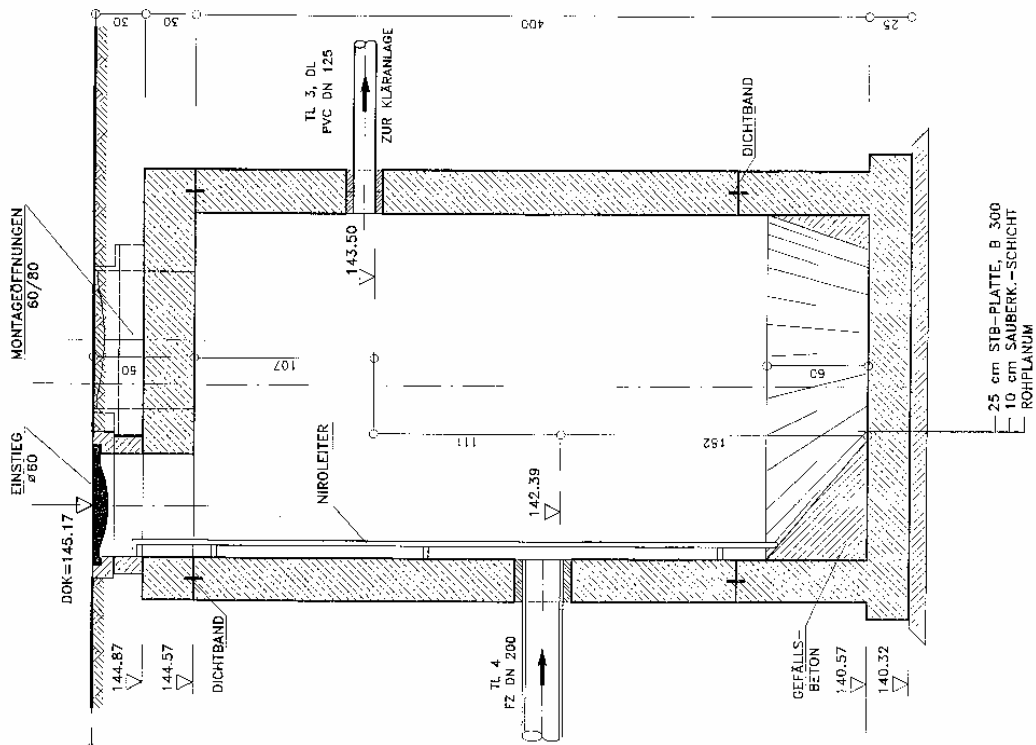 MONTAGEÖFFNUNGEN
60/80
EINSTIEG
ø60
DOK=145.17
30
30
400
25
TL 3, DL
PVC DN 125
ZUR KLÄRANLAGE
DICHTBAND
143.50
60
107
111
152
60
NIROLEITER
142.39
144.87
144.57
DICHTBAND
TL 4
FZ DN 200
GEFÄLLS-
BETON
140.57
140.32
25 cm STB-PLATTE, B 300
10 cm SAUBERK.-SCHICHT
ROHPLANUM